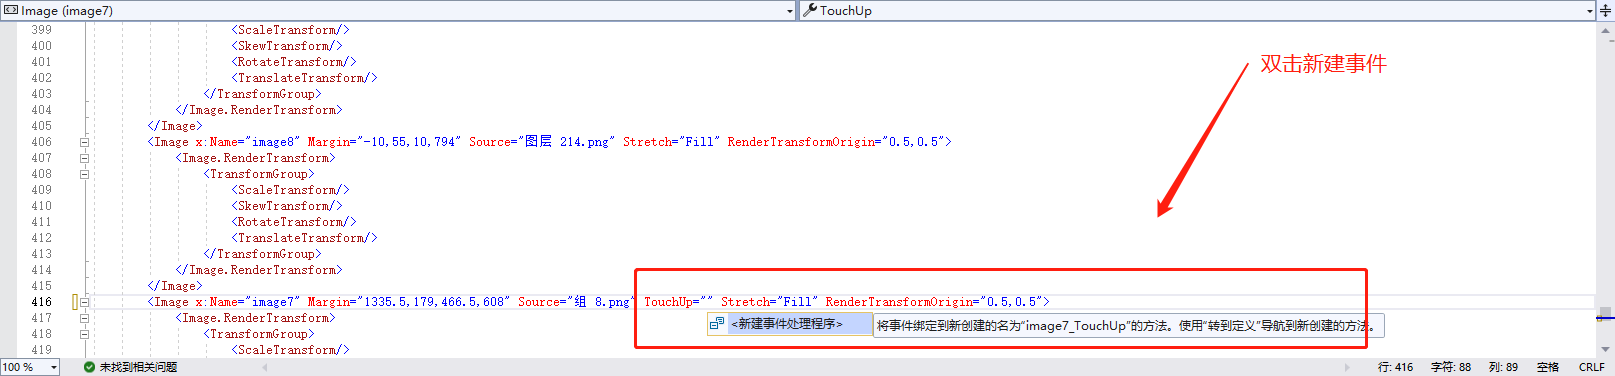 Image (image7) TouchUp
399 <ScaleTransform/>
400 <SkewTransform/>
401 <RotateTransform/>
402 <TranslateTransform/>
403 </TransformGroup>
404 </Image.RenderTransform>
405 </Image>
406 <Image x:Name="image8" Margin="-10,55,10,794" Source="图层 214.png" Stretch="Fill" RenderTransformOrigin="0.5,0.5">
407 <Image.RenderTransform>
408 <TransformGroup>
409 <ScaleTransform/>
410 <SkewTransform/>
411 <RotateTransform/>
412 <TranslateTransform/>
413 </TransformGroup>
414 </Image.RenderTransform>
415 </Image>
416 <Image x:Name="image7" Margin="1335.5,179,466.5,608" Source="组 8.png" TouchUp="" Stretch="Fill" RenderTransformOrigin="0.5,0.5">
417 <Image.RenderTransform>
418 <TransformGroup>
419 <ScaleTransform/>
双击新建事件
<新建事件处理程序> 将事件绑定到新创建的名为“image7_TouchUp”的方法。使用“转到定义”导航到新创建的方法。
100 % 未找到相关问题 行: 416 字符: 88 列: 89 空格 CRLF